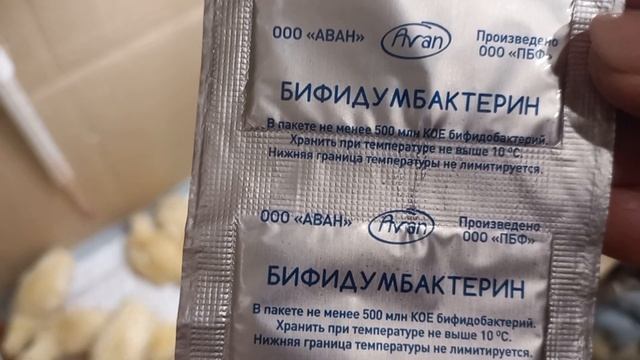 ООО «АВАН» Avan Произведено
ООО «ПБФ»
БИФИДУМБАКТЕРИН
В пакете не менее 500 млн КОЕ бифидобактерий.
Хранить при температуре не выше 10 °С.
Нижняя граница температуры не лимитируется.
ООО «АВАН» Avan Произведено
ООО «ПБФ»
БИФИДУМБАКТЕРИН
В пакете не менее 500 млн КОЕ бифидобактерий.
Хранить при температуре не выше 10 °С.
Нижняя граница температуры не лимитируется.